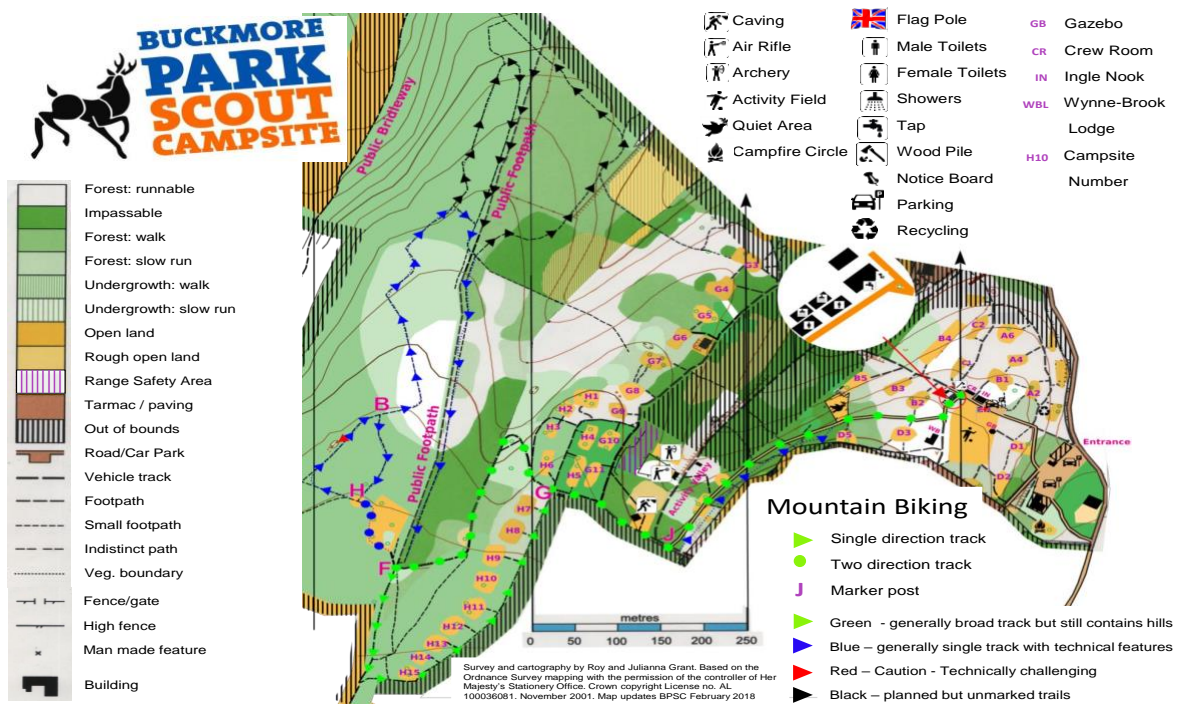 BUCKMORE
PARK
SCOUT
CAMPSITE
Forest: runnable
Impassable
Forest: walk
Forest: slow run
Undergrowth: walk
Undergrowth: slow run
Open land
Rough open land
Range Safety Area
Tarmac / paving
Out of bounds
Road/Car Park
Vehicle track
Footpath
Small footpath
Indistinct path
Veg. boundary
Fence/gate
High fence
Man made feature
Building
Caving
Air Rifle
Archery
Activity Field
Quiet Area
Campfire Circle
Flag Pole
Male Toilets
Female Toilets
Showers
Tap
Wood Pile
Notice Board
Parking
Recycling
GB Gazebo
CR Crew Room
IN Ingle Nook
WBL Wynne-Brook
Lodge
H10 Campsite
Number
Public Bridleway
Public Footpath
Public Footpath
G3
G4
G5
G6
G7
G8
G9
H1
H2
H3
H4
G10
H6
H5
G11
G
H7
H8
H9
H10
H11
H12
H13
H14
H15
B
H
F
J
Activity Valley
B4
C2
A6
A4
B5
B3
B1
A2
B2
CR
IN
GB
WB
D5
D3
D1
D2
Entrance
metres
0 50 100 150 200 250
Survey and cartography by Roy and Julianna Grant. Based on the
Ordnance Survey mapping with the permission of the controller of Her
Majesty's Stationery Office. Crown copyright License no. AL
100036081. November 2001. Map updates BPSC February 2018
Mountain Biking
Single direction track
Two direction track
J Marker post
Green - generally broad track but still contains hills
Blue – generally single track with technical features
Red – Caution - Technically challenging
Black – planned but unmarked trails